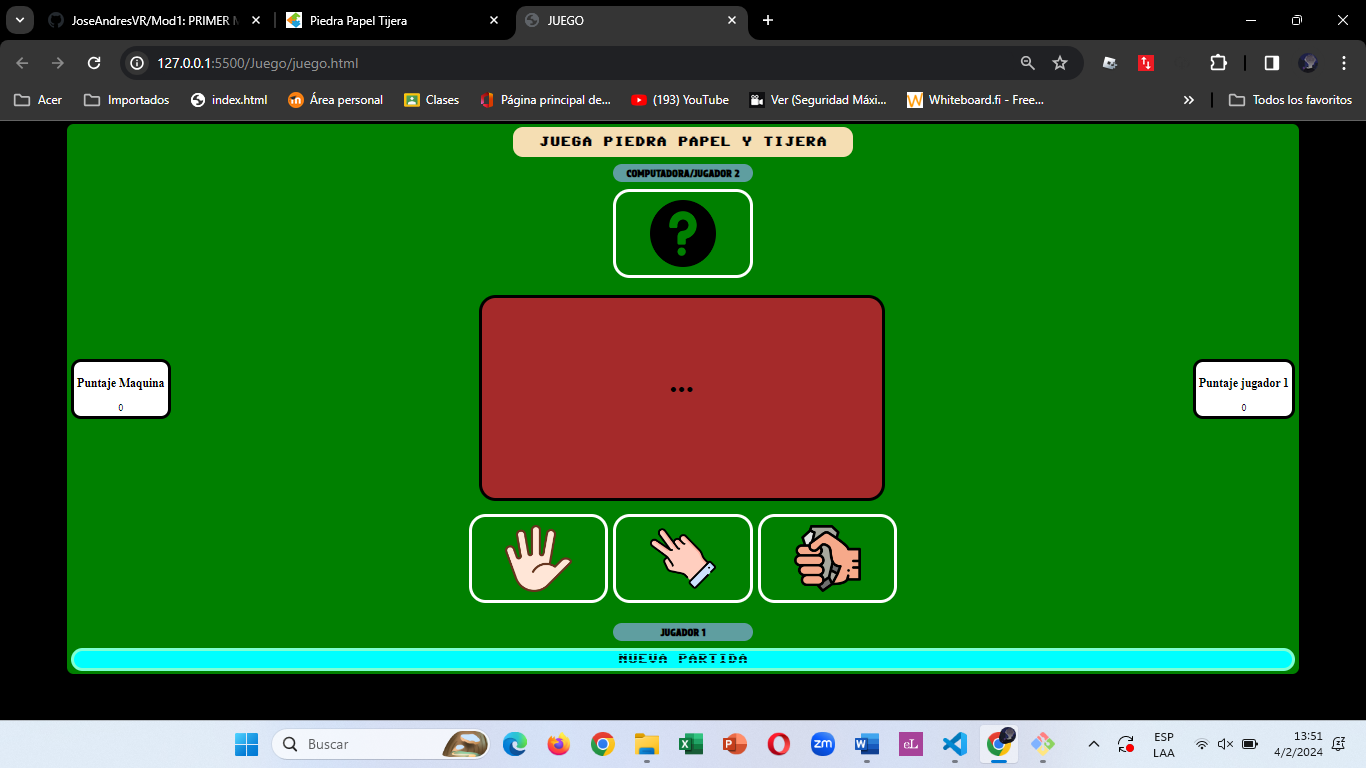 JoseAndresVR/Mod1: PRIMER M
Piedra Papel Tijera
JUEGO
127.0.0.1:5500/Juego/juego.html
Acer
Importados
index.html
Área personal
Clases
Página principal de...
(193) YouTube
Ver (Seguridad Máxi...
Whiteboard.fi - Free...
Todos los favoritos
JUEGA PIEDRA PAPEL Y TIJERA
COMPUTADORA/JUGADOR 2
?
...
Puntaje Maquina
0
Puntaje jugador 1
0
JUGADOR 1
NUEVA PARTIDA
Buscar
zm
eL
ESP
LAA
13:51
4/2/2024